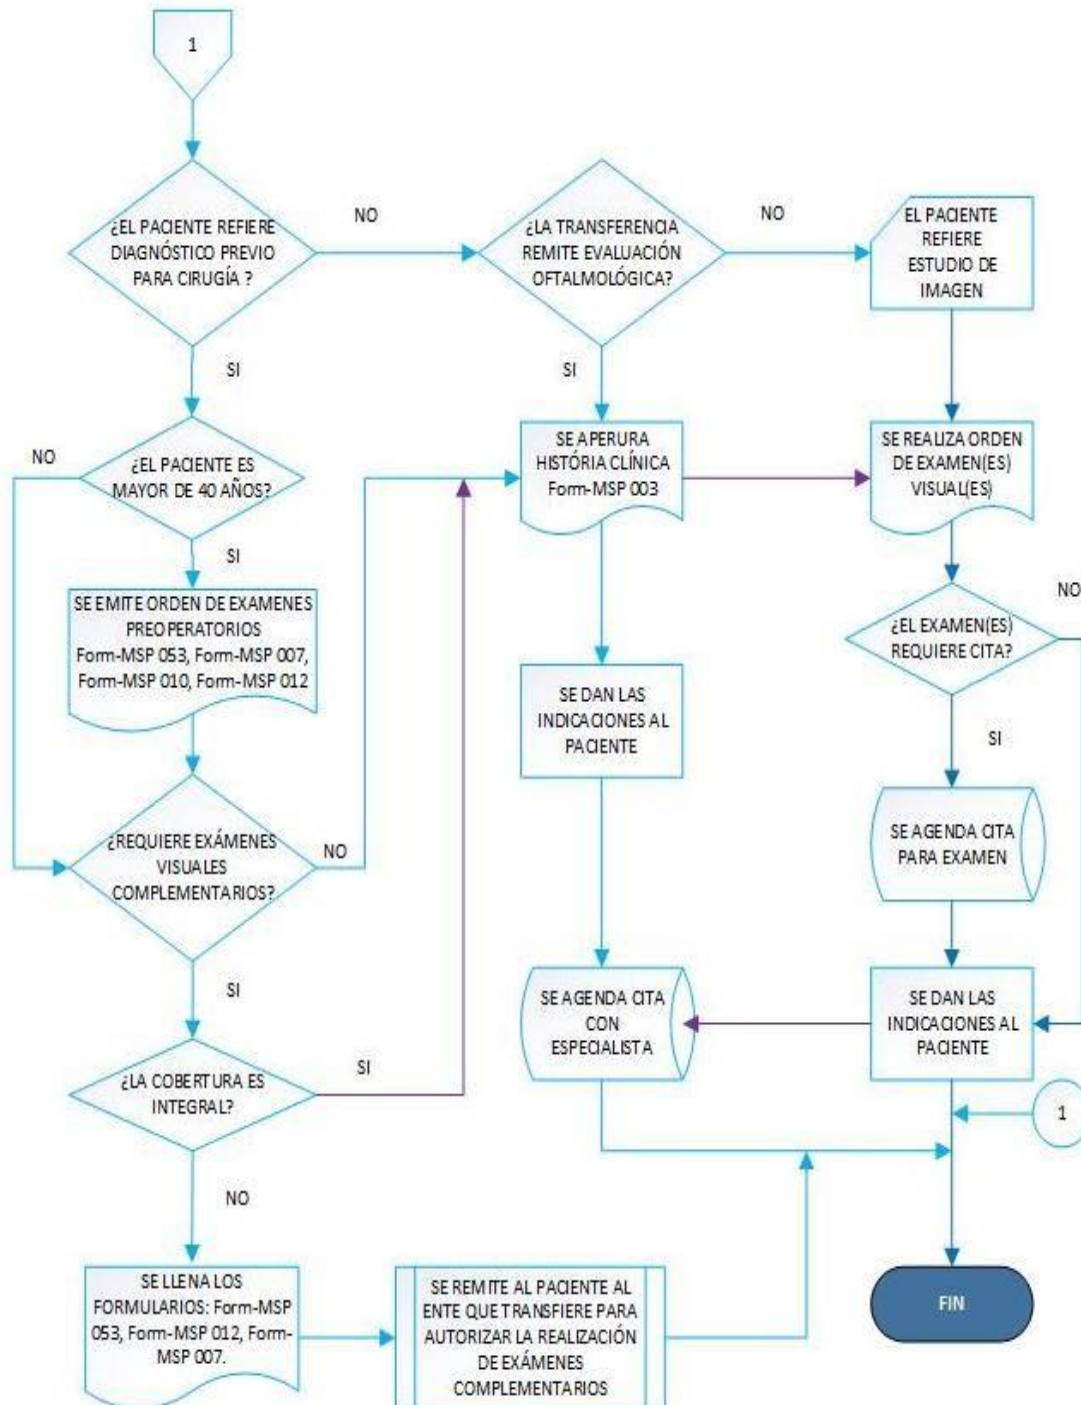 1
¿EL PACIENTE REFIERE
DIAGNÓSTICO PREVIO
PARA CIRUGÍA ?
NO
¿LA TRANSFERENCIA
REMITE EVALUACIÓN
OFTALMOLÓGICA?
NO
EL PACIENTE
REFIERE
ESTUDIO DE
IMAGEN
SI
SI
NO
¿EL PACIENTE ES
MAYOR DE 40 AÑOS?
SE APERURA
HISTÓRIA CLÍNICA
Form-MSP 003
SE REALIZA ORDEN
DE EXAMEN(ES)
VISUAL(ES)
SI
SE EMITE ORDEN DE EXAMENES
PREOPERATORIOS
Form-MSP 053, Form-MSP 007,
Form-MSP 010, Form-MSP 012
NO
¿EL EXAMEN(ES)
REQUIERE CITA?
SE DAN LAS
INDICACIONES AL
PACIENTE
SI
¿REQUIERE EXÁMENES
VISUALES
COMPLEMENTARIOS?
NO
SE AGENDA CITA
PARA EXAMEN
SI
SE AGENDA CITA
CON
ESPECIALISTA
SE DAN LAS
INDICACIONES AL
PACIENTE
¿LA COBERTURA ES
INTEGRAL?
SI
1
NO
SE LLENA LOS
FORMULARIOS: Form-MSP
053, Form-MSP 012, Form-
MSP 007.
SE REMITE AL PACIENTE AL
ENTE QUE TRANSFIERE PARA
AUTORIZAR LA REALIZACIÓN
DE EXÁMENES
COMPLEMENTARIOS
FIN